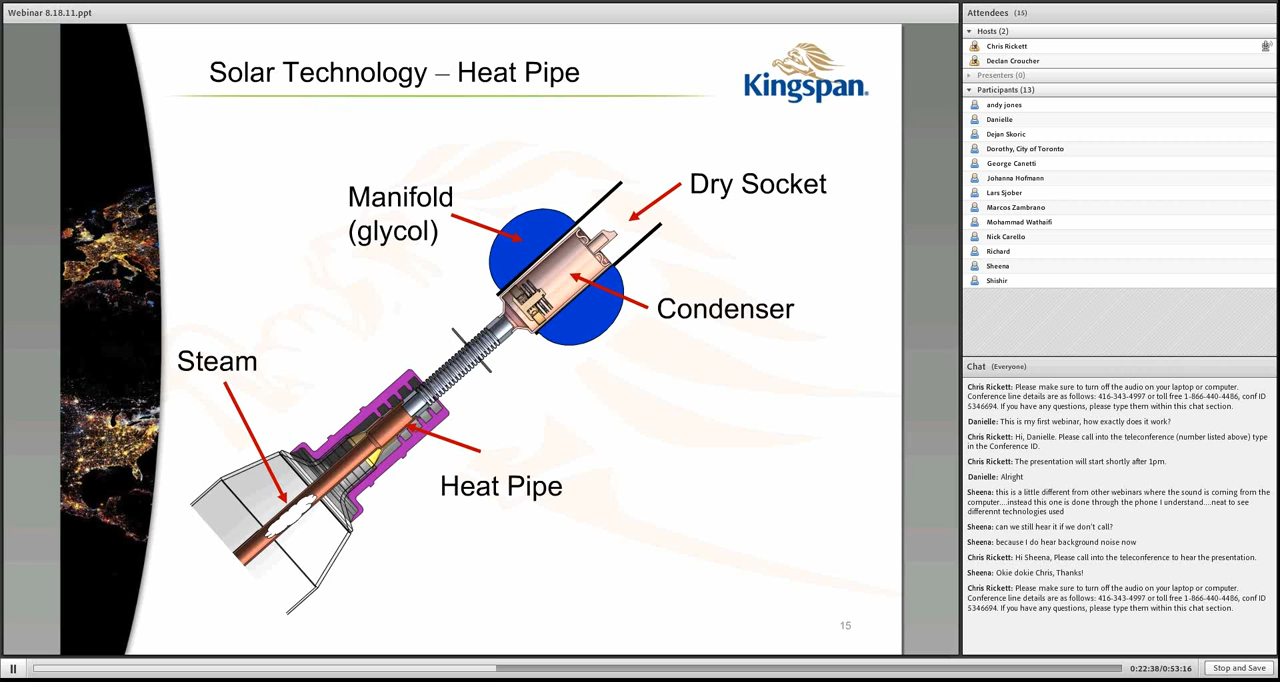 Webinar 8.18.11.ppt
Solar Technology – Heat Pipe
Kingspan.
Manifold
(glycol)
Dry Socket
Condenser
Steam
Heat Pipe
15
Attendees (15)
Hosts (2)
Chris Rickett
Declan Croucher
Presenters (0)
Participants (13)
andy jones
Danielle
Dejan Skoric
Dorothy, City of Toronto
George Canetti
Johanna Hofmann
Lars Sjober
Marcos Zambrano
Mohammad Wathaifi
Nick Carello
Richard
Sheena
Shishir
Chat (Everyone)
Chris Rickett: Please make sure to turn off the audio on your laptop or computer.
Conference line details are as follows: 416-343-4997 or toll free 1-866-440-4486, conf ID
5346694. If you have any questions, please type them within this chat section.
Danielle: This is my first webinar, how exactly does it work?
Chris Rickett: Hi, Danielle. Please call into the teleconference (number listed above) type
in the Conference ID.
Chris Rickett: The presentation will start shortly after 1pm.
Danielle: Alright
Sheena: this is a little different from other webinars where the sound is coming from the
computer....instead this one is done through the phone I understand....neat to see
differennt technologies used
Sheena: can we still hear it if we don't call?
Sheena: because I do hear background noise now
Chris Rickett: Hi Sheena, Please call into the teleconference to hear the presentation.
Sheena: Okie dokie Chris, Thanks!
Chris Rickett: Please make sure to turn off the audio on your laptop or computer.
Conference line details are as follows: 416-343-4997 or toll free 1-866-440-4486, conf ID
5346694. If you have any questions, please type them within this chat section.
0:22:38/0:53:16
Stop and Save